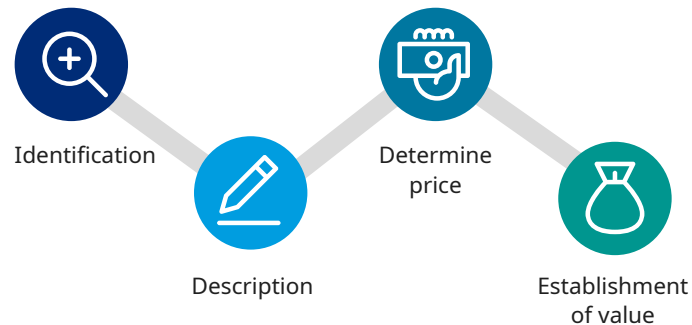 Identification
Description
Determine
price
Establishment
of value